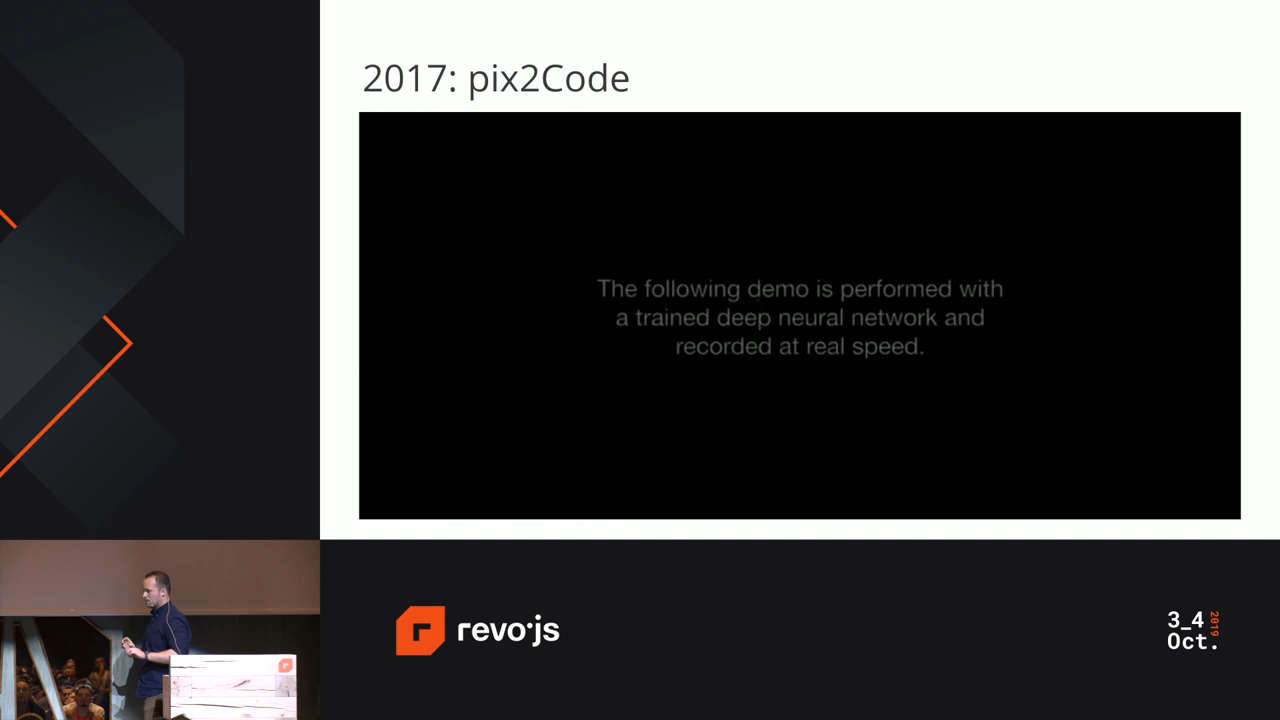 2017: pix2Code
The following demo is performed with
a trained deep neural network and
recorded at real speed.
revo·js
3_4
Oct.
2019